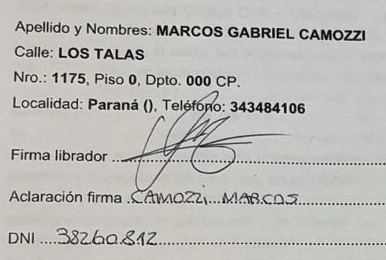 Apellido y Nombres: MARCOS GABRIEL CAMOZZI
Calle: LOS TALAS
Nro.: 1175, Piso 0, Dpto. 000 CP.
Localidad: Paraná (), Teléfono: 343484106
Firma librador
Aclaración firma CAMOZZI MARCOS
DNI 38260812